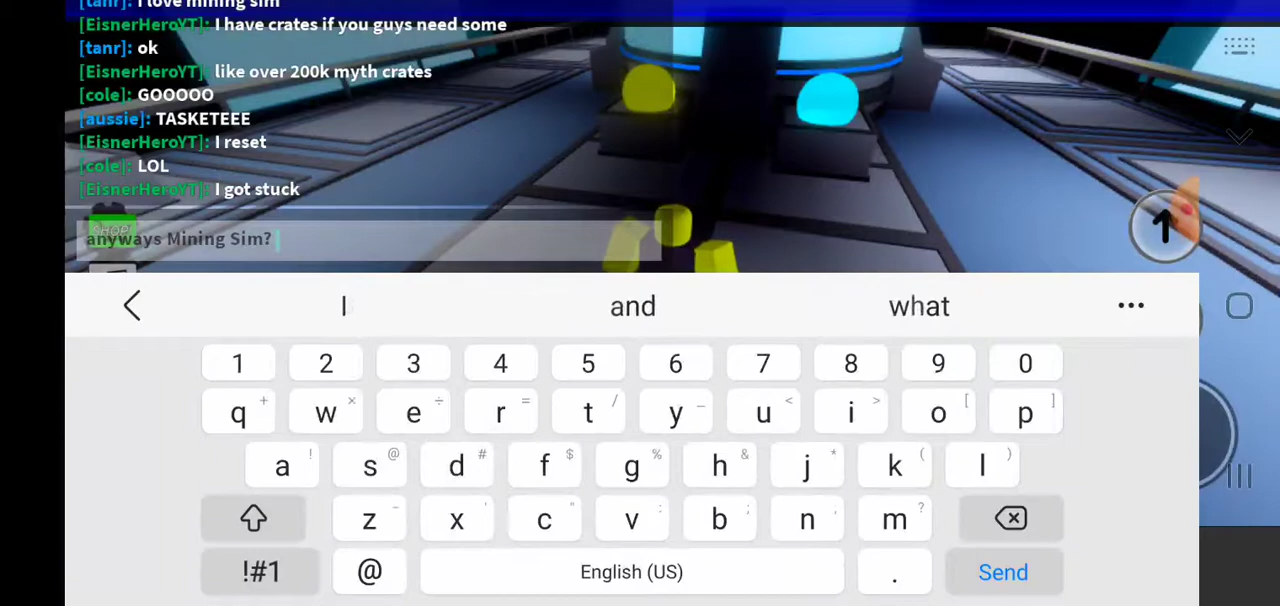 [tanr]: I love mining sim
[EisnerHeroYT]: I have crates if you guys need some
[tanr]: ok
[EisnerHeroYT]: like over 200k myth crates
[cole]: GOOOOO
[aussie]: TASKETEEE
[EisnerHeroYT]: I reset
[cole]: LOL
[EisnerHeroYT]: I got stuck
SHOP
anyways Mining Sim?
I and what •••
1 2 3 4 5 6 7 8 9 0
q + w × e ÷ r = t / y _ u < i > o [ p ]
a ! s @ d # f $ g % h & j * k ( l )
z - x ' c " v : b ; n , m ?
!#1 @ English (US) . Send